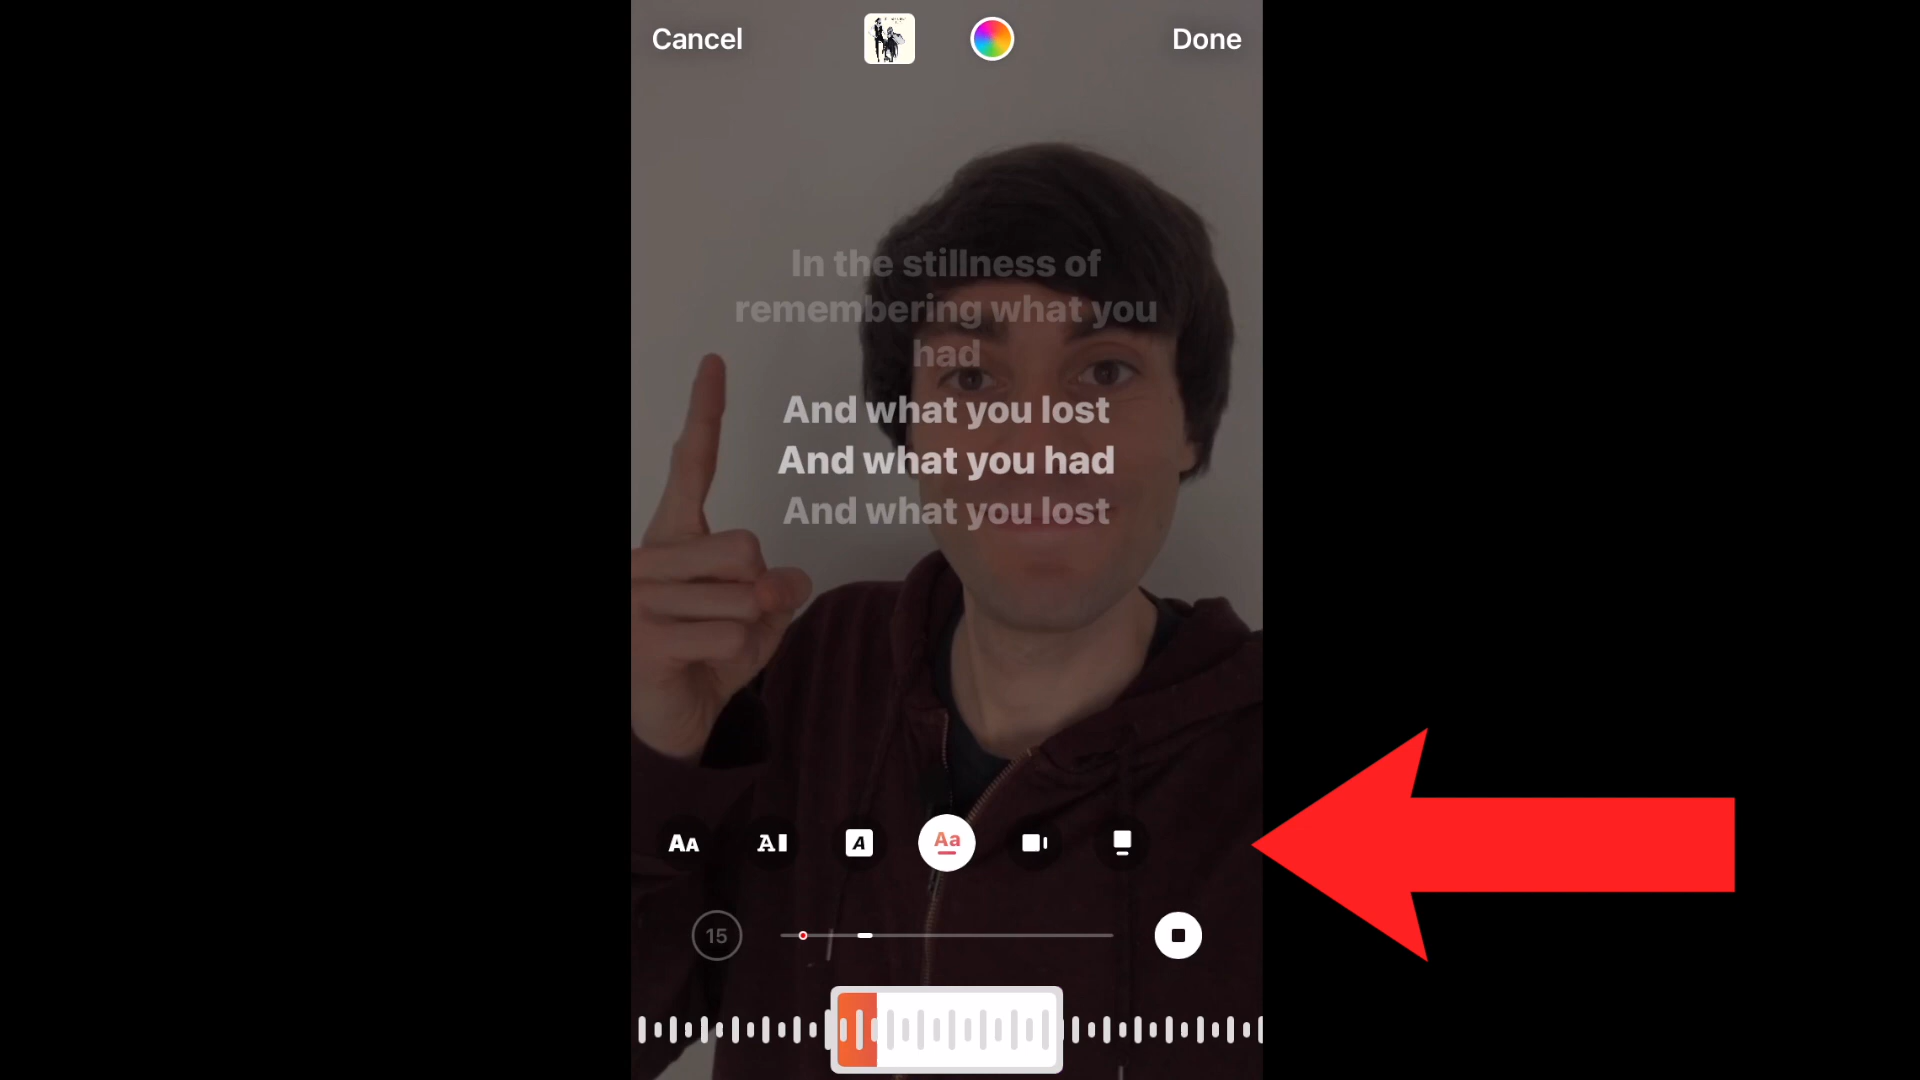 Cancel
Done
In the stillness of
remembering what you
had
And what you lost
And what you had
And what you lost
AA
A
A
Aa
15